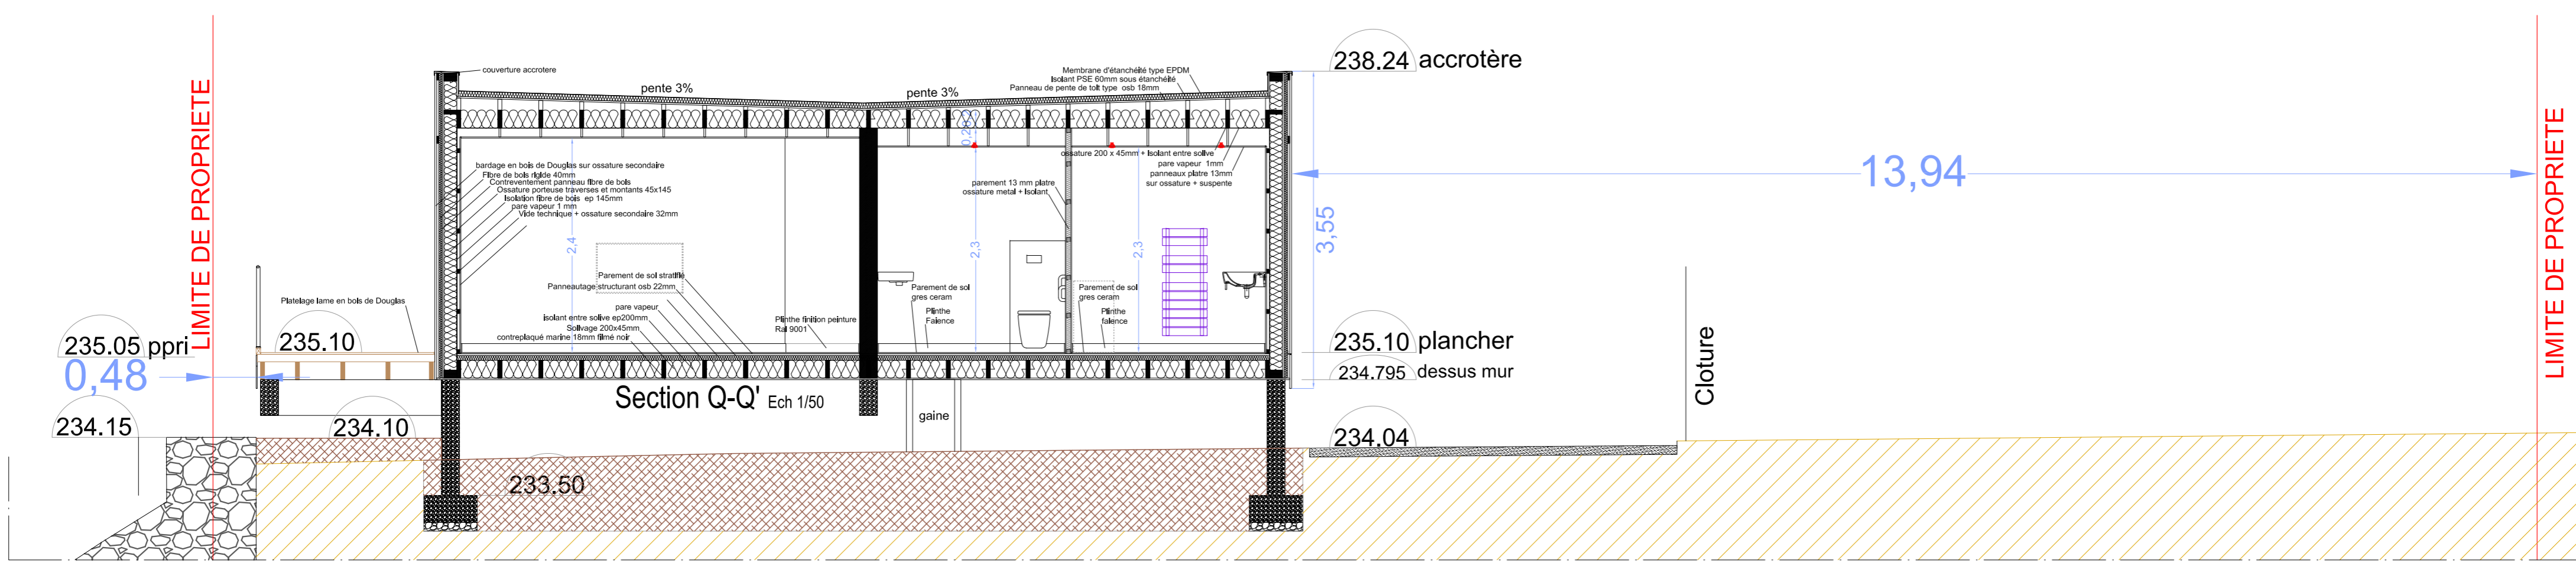 238.24 accrotère
couverture accrotere
pente 3%
pente 3%
Membrane d'étanchéité type EPDM
Isolant PSE 60mm sous étanchéité
Panneau de pente de toit type osb 18mm
LIMITE DE PROPRIETE
LIMITE DE PROPRIETE
bardage en bois de Douglas sur ossature secondaire
Fibre de bois rigide 40mm
Contreventement panneau fibre de bois
Ossature porteuse traverses et montants 45x145
Isolation fibre de bois ep 145mm
pare vapeur 1 mm
Vide technique + ossature secondaire 32mm
ossature 200 x 45mm + Isolant entre solive
pare vapeur 1mm
panneaux platre 13mm
sur ossature + suspente
parement 13 mm platre
ossature metal + Isolant
13,94
3,55
2,4
2,3
2,3
Parement de sol stratifié
Panneautage structurant osb 22mm
pare vapeur
isolant entre solive ep200mm
Solivage 200x45mm
contreplaqué marine 18mm filmé noir
Plinthe finition peinture
Ral 9001
Parement de sol
gres ceram
Plinthe
Faience
Parement de sol
gres ceram
Plinthe
faience
Platelage lame en bois de Douglas
235.05 ppri
235.10
0,48
235.10 plancher
234.795 dessus mur
Cloture
Section Q-Q' Ech 1/50
gaine
234.15
234.10
234.04
233.50